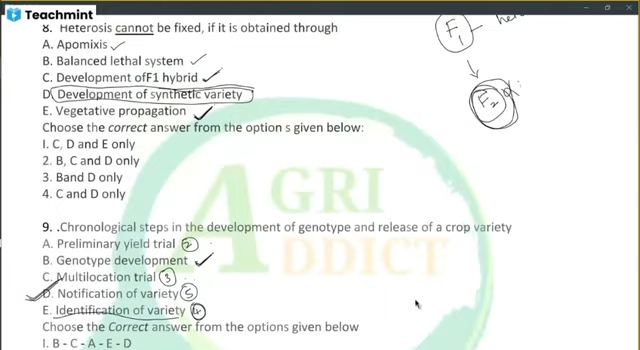 Teachmint
8. Heterosis cannot be fixed, if it is obtained through
A. Apomixis
B. Balanced lethal system
C. Development ofF1 hybrid
D Development of synthetic variety
E. Vegetative propagation
Choose the correct answer from the option s given below:
I. C, D and E only
2. B, C and D only
3. Band D only
4. C and D only
F1
F2
AGRI
ADDICT
9. .Chronological steps in the development of genotype and release of a crop variety
A. Preliminary yield trial 2
B. Genotype development
C. Multilocation trial 3
D. Notification of variety 5
E. Identification of variety 4
Choose the Correct answer from the options given below
I. B - C - A - E - D